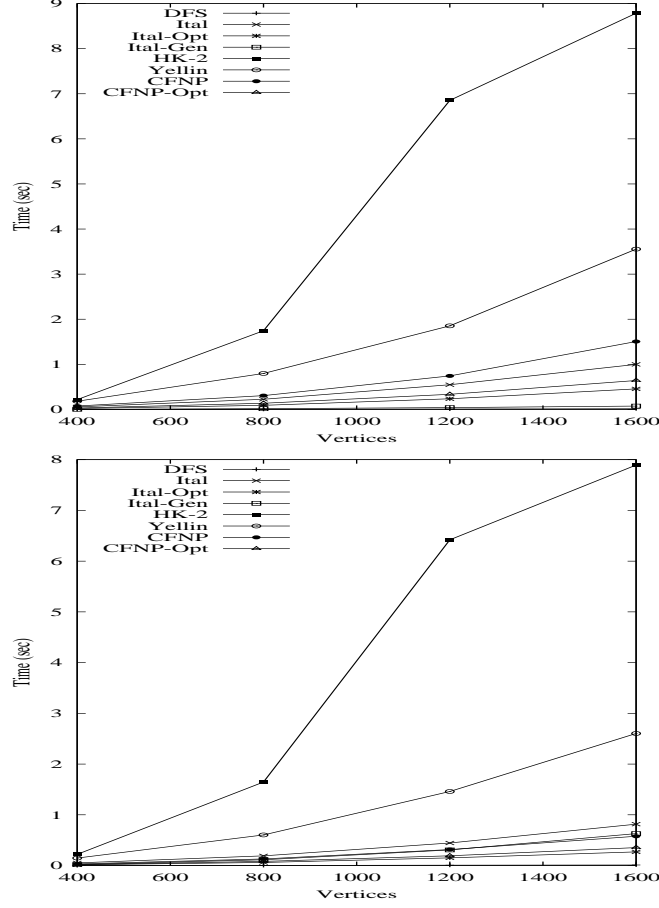 9
8
7
6
5
4
3
2
1
0
Time (sec)
DFS
Ital
Ital-Opt
Ital-Gen
HK-2
Yellin
CFNP
CFNP-Opt
400 600 800 1000 1200 1400 1600
Vertices
8
7
6
5
4
3
2
1
0
Time (sec)
DFS
Ital
Ital-Opt
Ital-Gen
HK-2
Yellin
CFNP
CFNP-Opt
400 600 800 1000 1200 1400 1600
Vertices